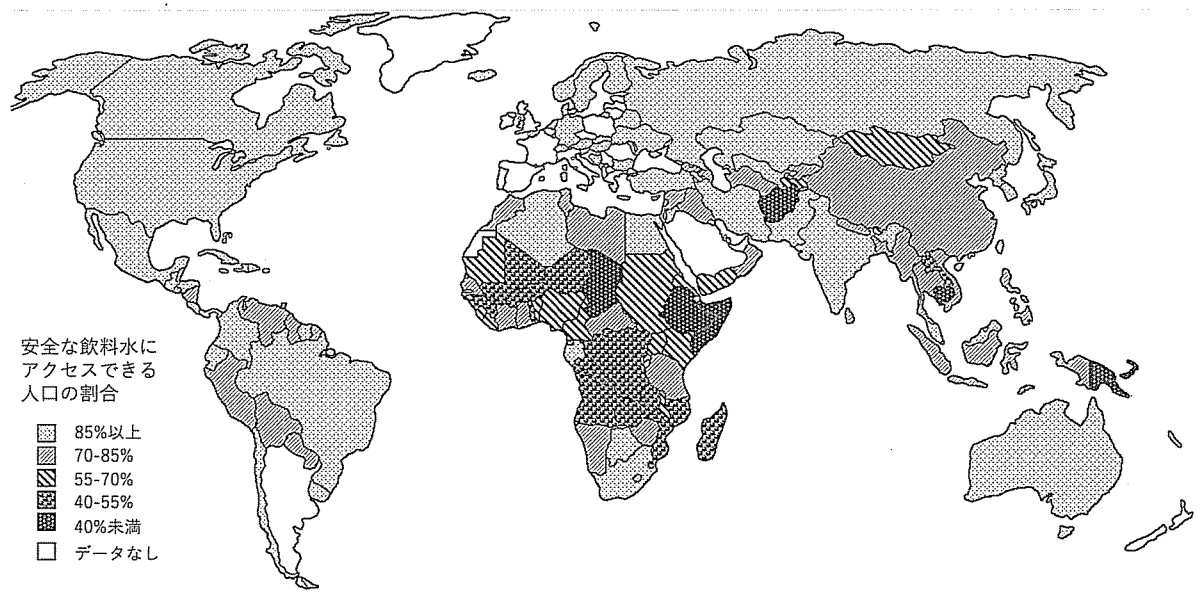 安全な飲料水に
アクセスできる
人口の割合
85%以上
70-85%
55-70%
40-55%
40%未満
データなし